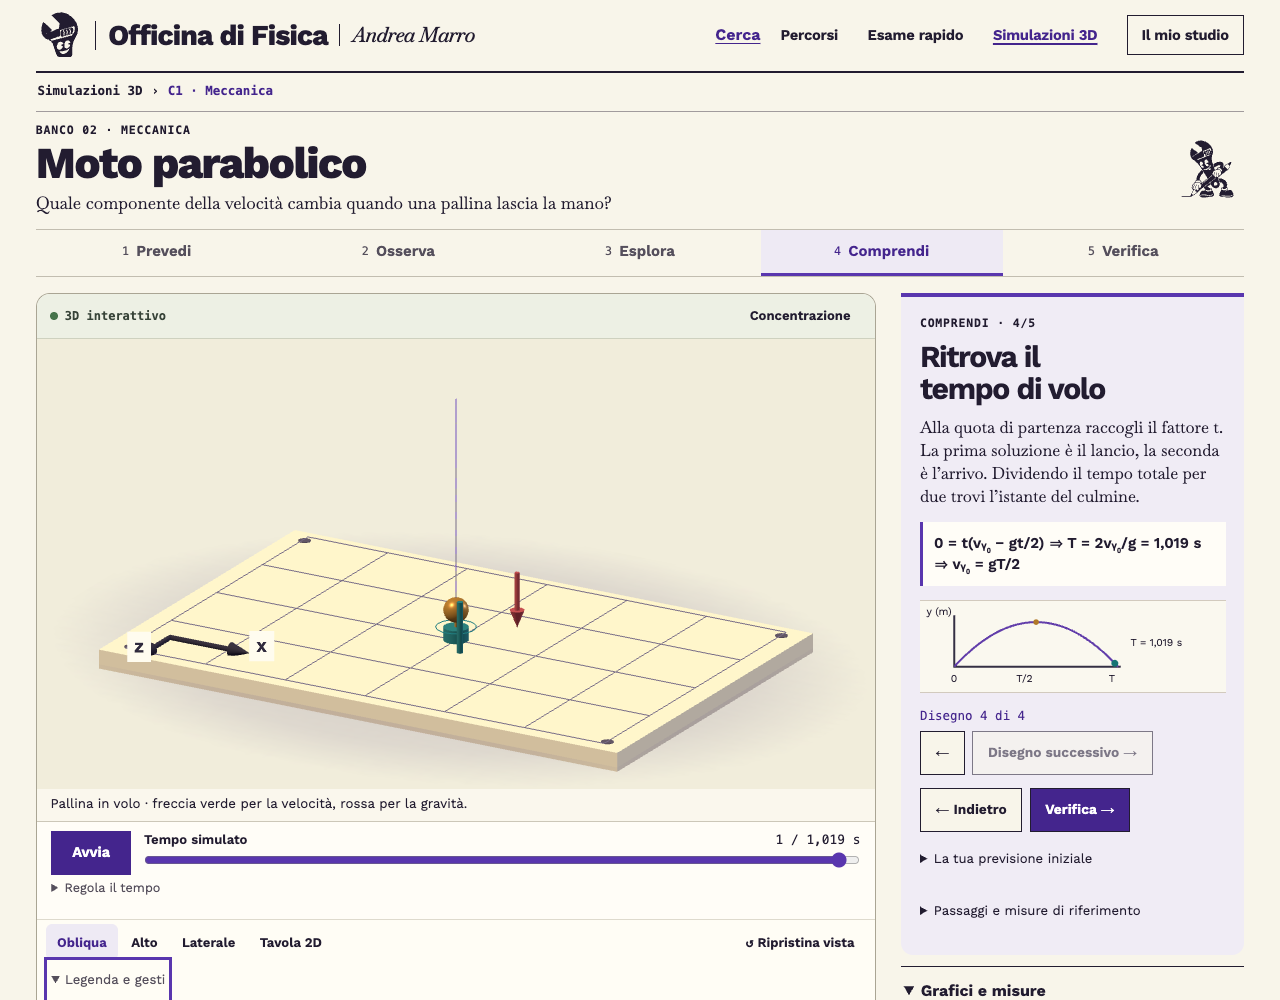 Officina di Fisica
Andrea Marro
Cerca
Percorsi
Esame rapido
Simulazioni 3D
Il mio studio
Simulazioni 3D › C1 · Meccanica
BANCO 02 · MECCANICA
Moto parabolico
Quale componente della velocità cambia quando una pallina lascia la mano?
1 Prevedi
2 Osserva
3 Esplora
4 Comprendi
5 Verifica
3D interattivo
Concentrazione
Z
X
Pallina in volo · freccia verde per la velocità, rossa per la gravità.
Avvia
Tempo simulato
1 / 1,019 s
▶ Regola il tempo
Obliqua
Alto
Laterale
Tavola 2D
↺ Ripristina vista
▼ Legenda e gesti
COMPRENDI · 4/5
Ritrova il
tempo di volo
Alla quota di partenza raccogli il fattore t.
La prima soluzione è il lancio, la seconda
è l’arrivo. Dividendo il tempo totale per
due trovi l’istante del culmine.
0 = t(vY₀ − gt/2) ⇒ T = 2vY₀/g = 1,019 s
⇒ vY₀ = gT/2
y (m)
T = 1,019 s
0
T/2
T
Disegno 4 di 4
←
Disegno successivo →
← Indietro
Verifica →
▶ La tua previsione iniziale
▶ Passaggi e misure di riferimento
▼ Grafici e misure